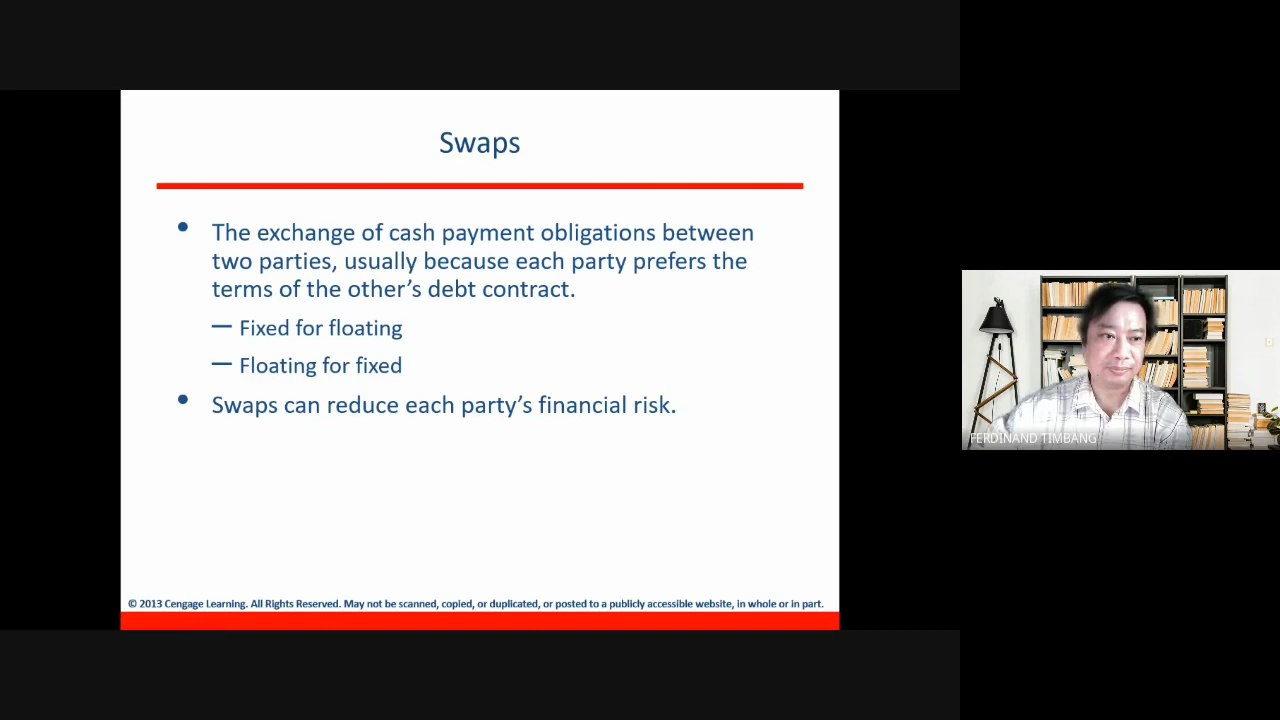 Swaps
• The exchange of cash payment obligations between
two parties, usually because each party prefers the
terms of the other’s debt contract.
— Fixed for floating
— Floating for fixed
• Swaps can reduce each party’s financial risk.
© 2013 Cengage Learning. All Rights Reserved. May not be scanned, copied, or duplicated, or posted to a publicly accessible website, in whole or in part.
FERDINAND TIMBANG